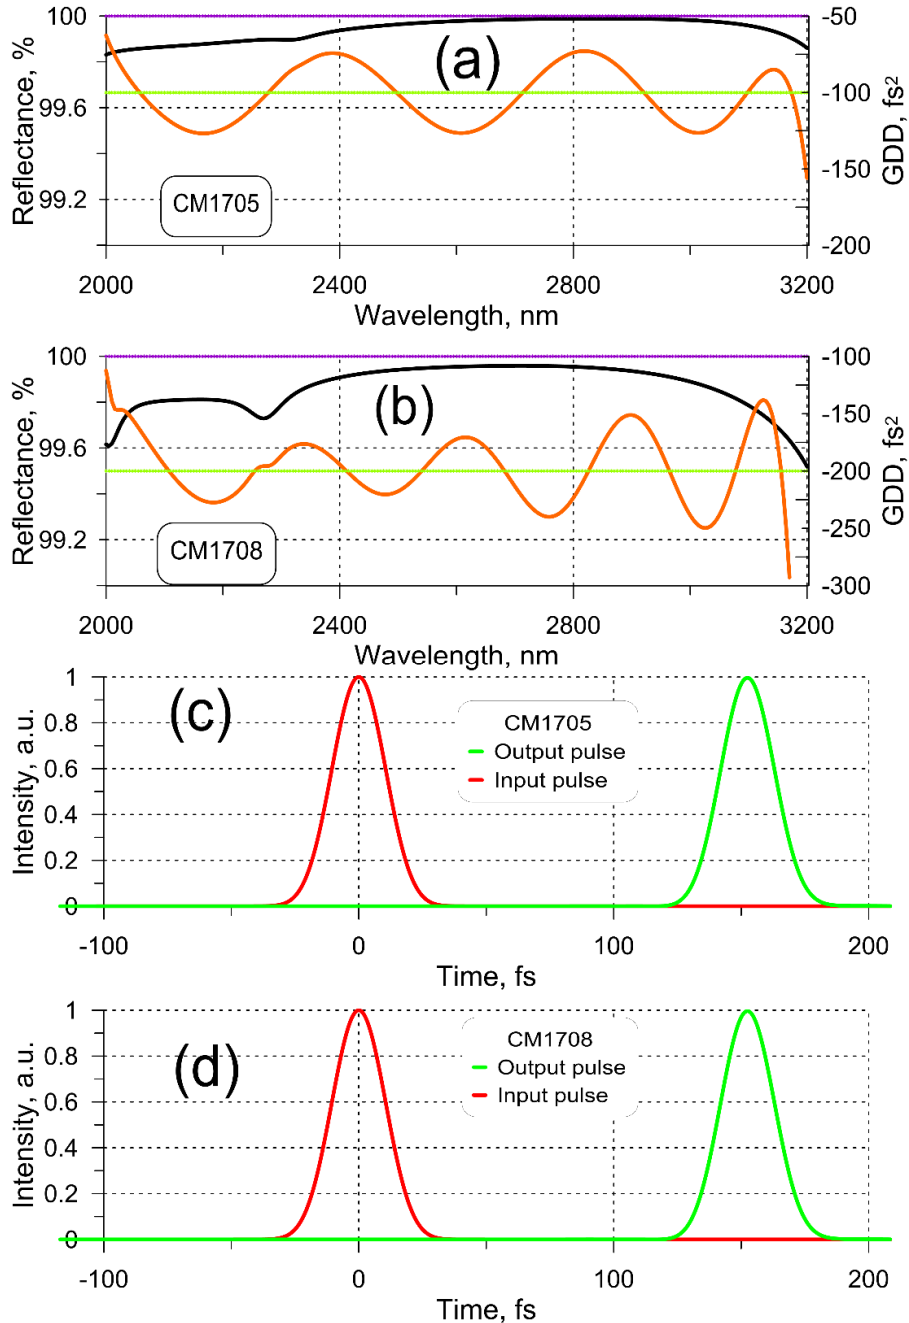 100
99.6
99.2
Reflectance, %
(a)
CM1705
-50
-100
-150
-200
GDD, fs²
2000
2400
2800
3200
Wavelength, nm
100
99.6
99.2
Reflectance, %
(b)
CM1708
-100
-150
-200
-250
-300
GDD, fs²
2000
2400
2800
3200
Wavelength, nm
1
0.8
0.6
0.4
0.2
0
Intensity, a.u.
(c)
CM1705
Output pulse
Input pulse
-100
0
100
200
Time, fs
1
0.8
0.6
0.4
0.2
0
Intensity, a.u.
(d)
CM1708
Output pulse
Input pulse
-100
0
100
200
Time, fs